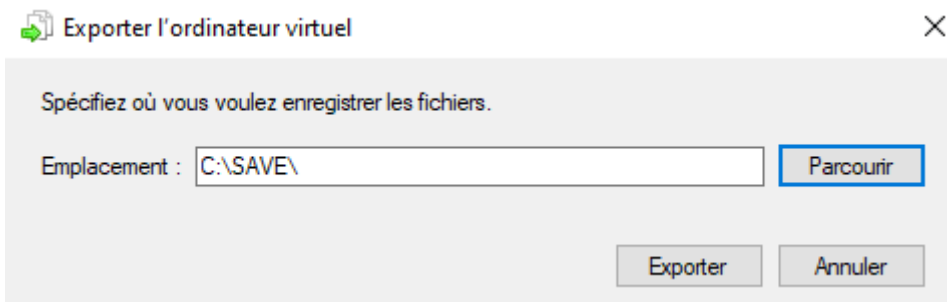 Exporter l'ordinateur virtuel
Spécifiez où vous voulez enregistrer les fichiers.
Emplacement : C:\SAVE\ Parcourir
Exporter Annuler